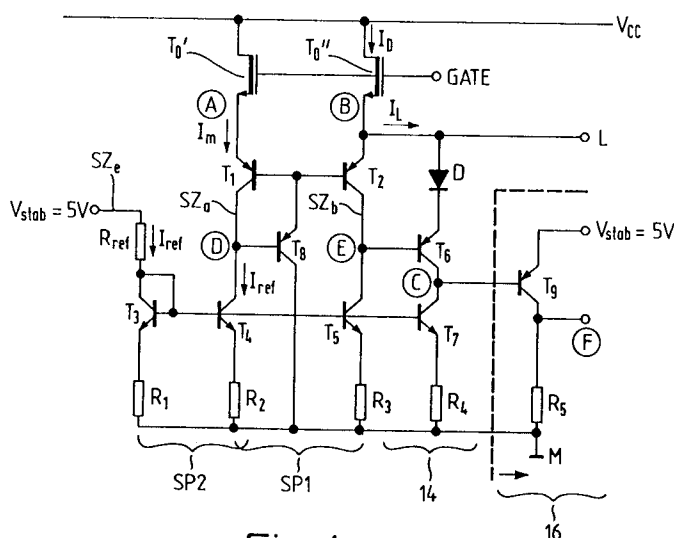 V_CC
T_0' T_0" I_D GATE
A B I_L
I_m L
SZ_e T_1 T_2 D
SZ_a SZ_b
V_stab = 5V V_stab = 5V
D E T_6
R_ref I_ref T_8 C T_9
I_ref
T_3 T_4 T_5 T_7 F
R_1 R_2 R_3 R_4 R_5
M
SP2 SP1 14 16